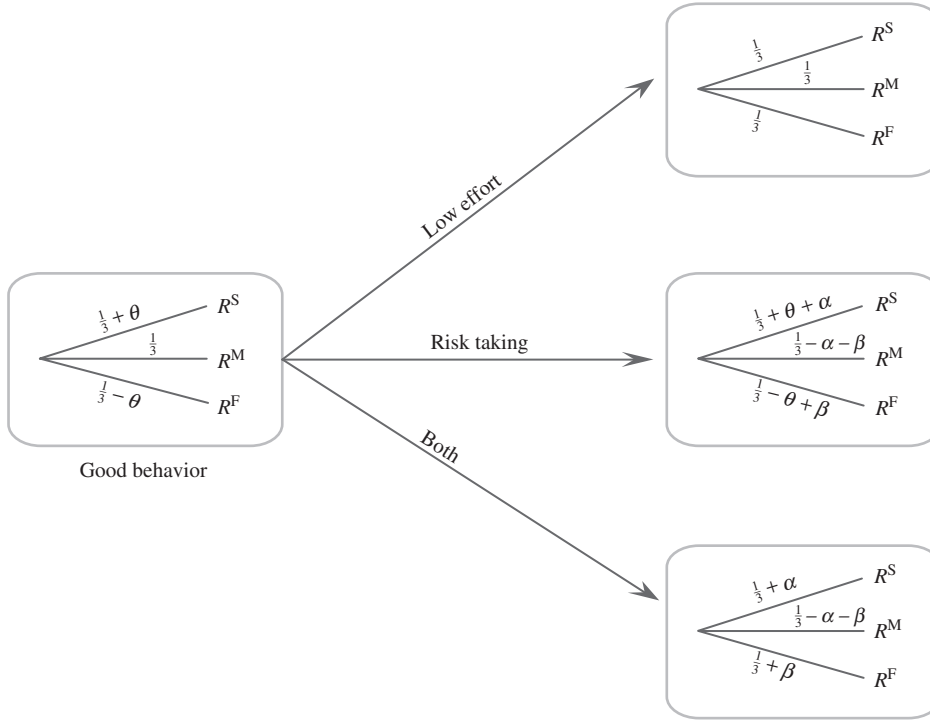 1/3 R^S
1/3 R^M
1/3 R^F
Low effort
1/3 + θ R^S
1/3 R^M
1/3 − θ R^F
Good behavior
Risk taking
1/3 + θ + α R^S
1/3 − α − β R^M
1/3 − θ + β R^F
Both
1/3 + α R^S
1/3 − α − β R^M
1/3 + β R^F